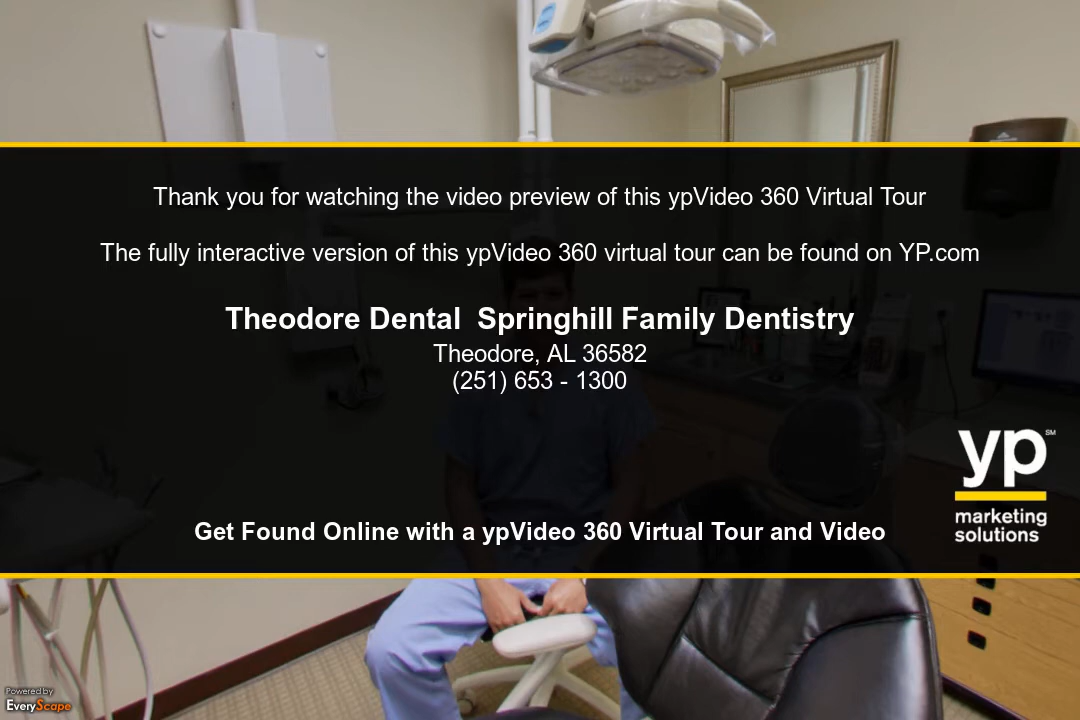 Thank you for watching the video preview of this ypVideo 360 Virtual Tour
The fully interactive version of this ypVideo 360 virtual tour can be found on YP.com
Theodore Dental  Springhill Family Dentistry
Theodore, AL 36582
(251) 653 - 1300
yp℠
marketing
solutions
Get Found Online with a ypVideo 360 Virtual Tour and Video
Powered by
EveryScape